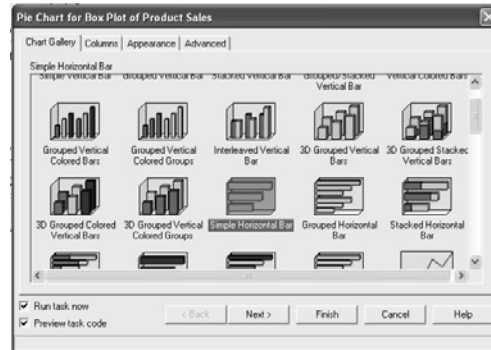 Pie Chart for Box Plot of Product Sales
Chart Gallery Columns Appearance Advanced
Simple Horizontal Bar
Simple Vertical Bar Grouped Vertical Bar Stacked Vertical Bar Grouped/Stacked Vertical Bar Vertical Colored Bars
Grouped Vertical Colored Bars Grouped Vertical Colored Groups Interleaved Vertical Bar 3D Grouped Vertical Bars 3D Grouped Stacked Vertical Bars
3D Grouped Colored Vertical Bars 3D Grouped Vertical Colored Groups Simple Horizontal Bar Grouped Horizontal Bar Stacked Horizontal Bar
Run task now
Preview task code
< Back Next > Finish Cancel Help